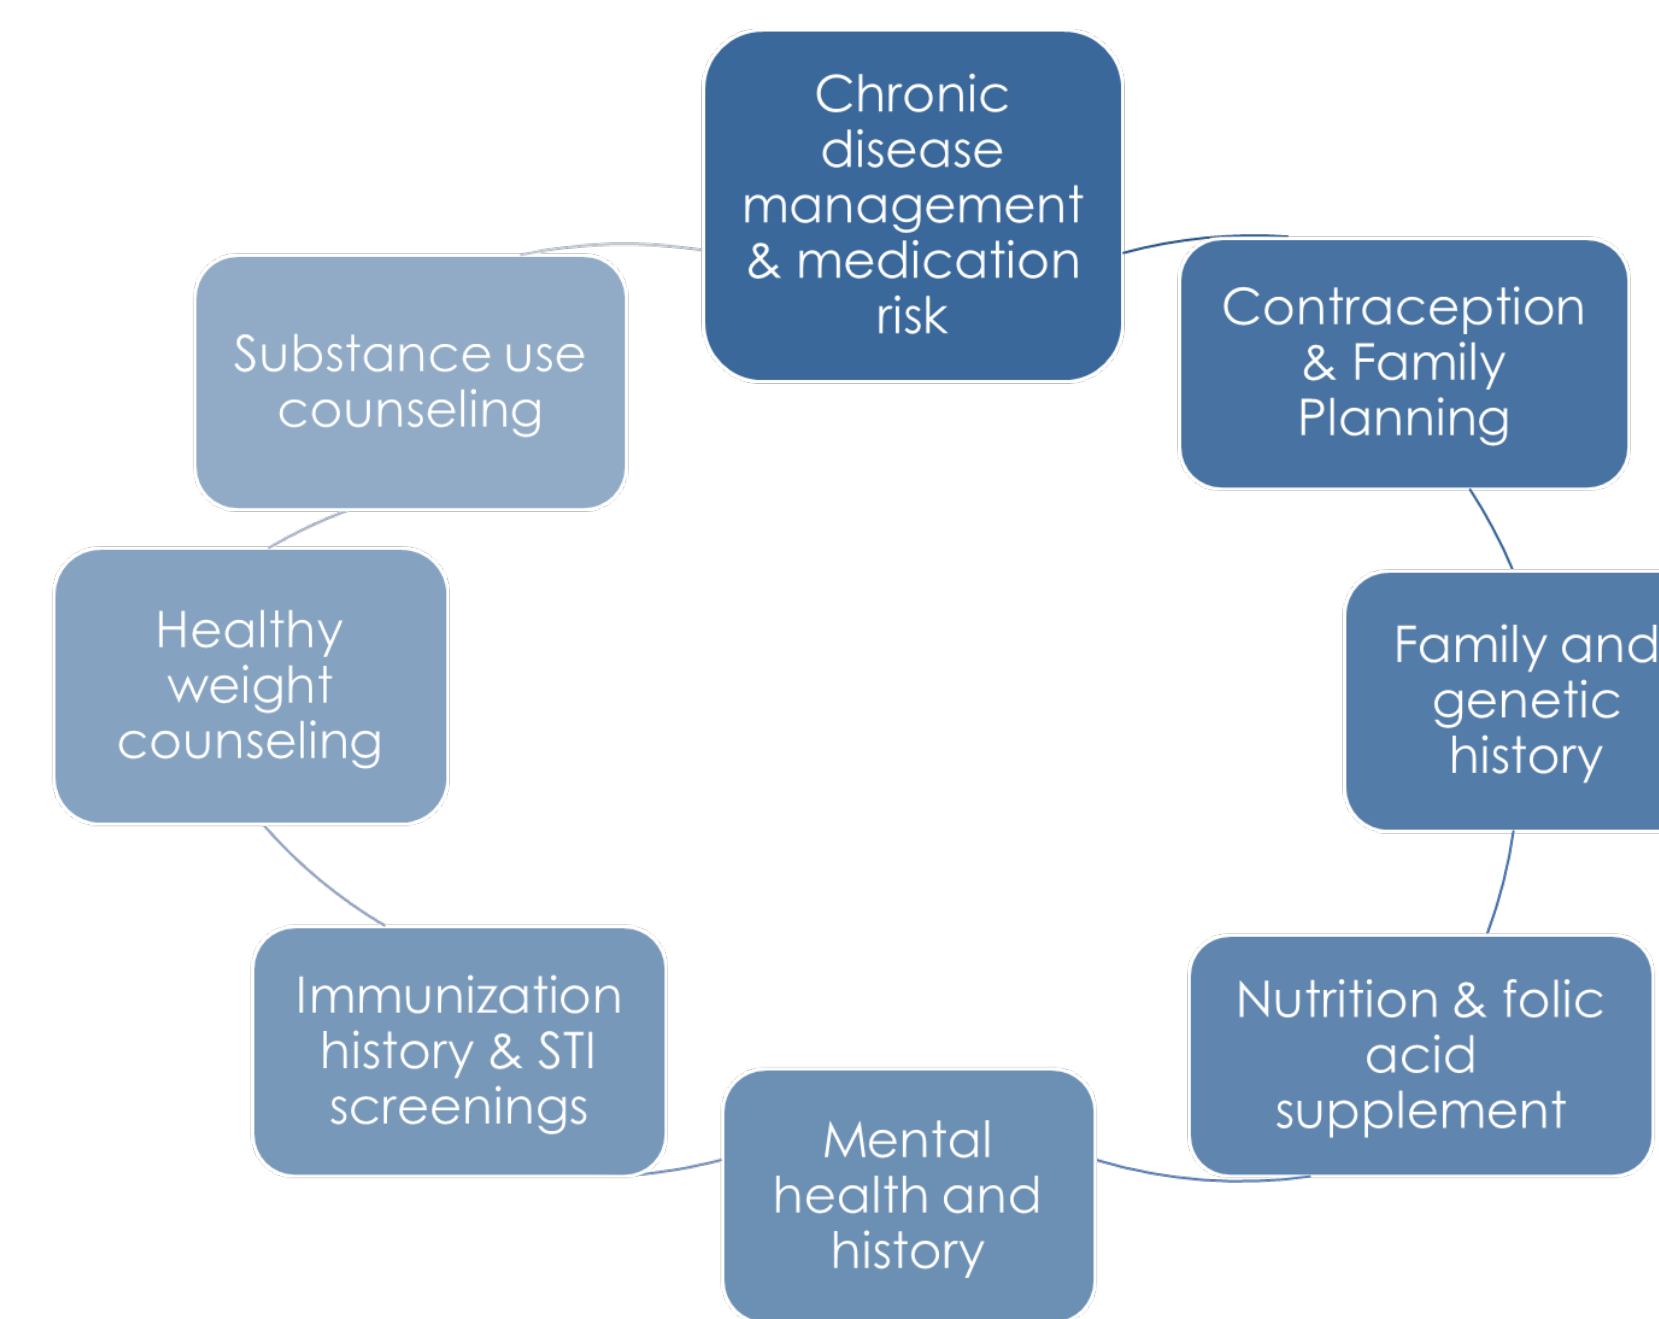 Chronic
disease
management
& medication
risk
Contraception
& Family
Planning
Family and
genetic
history
Nutrition & folic
acid
supplement
Mental
health and
history
Immunization
history & STI
screenings
Healthy
weight
counseling
Substance use
counseling